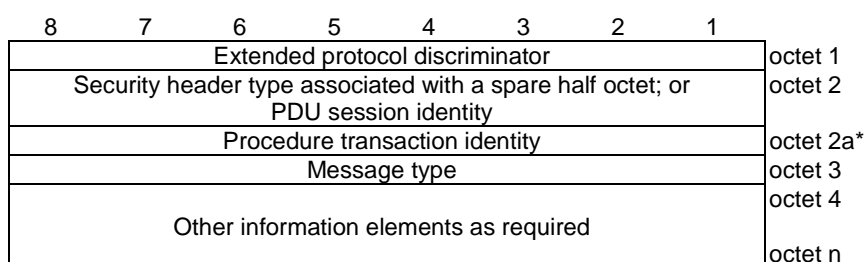 8 7 6 5 4 3 2 1
Extended protocol discriminator octet 1
Security header type associated with a spare half octet; or octet 2
PDU session identity
Procedure transaction identity octet 2a*
Message type octet 3
octet 4
Other information elements as required
octet n